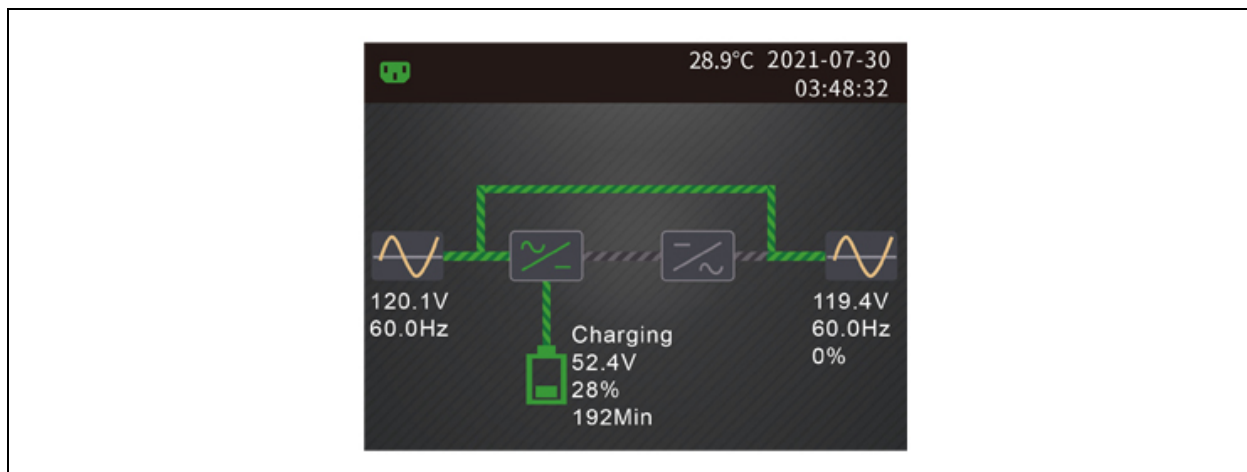 28.9°C 2021-07-30
03:48:32
120.1V
60.0Hz
Charging
52.4V
28%
192Min
119.4V
60.0Hz
0%